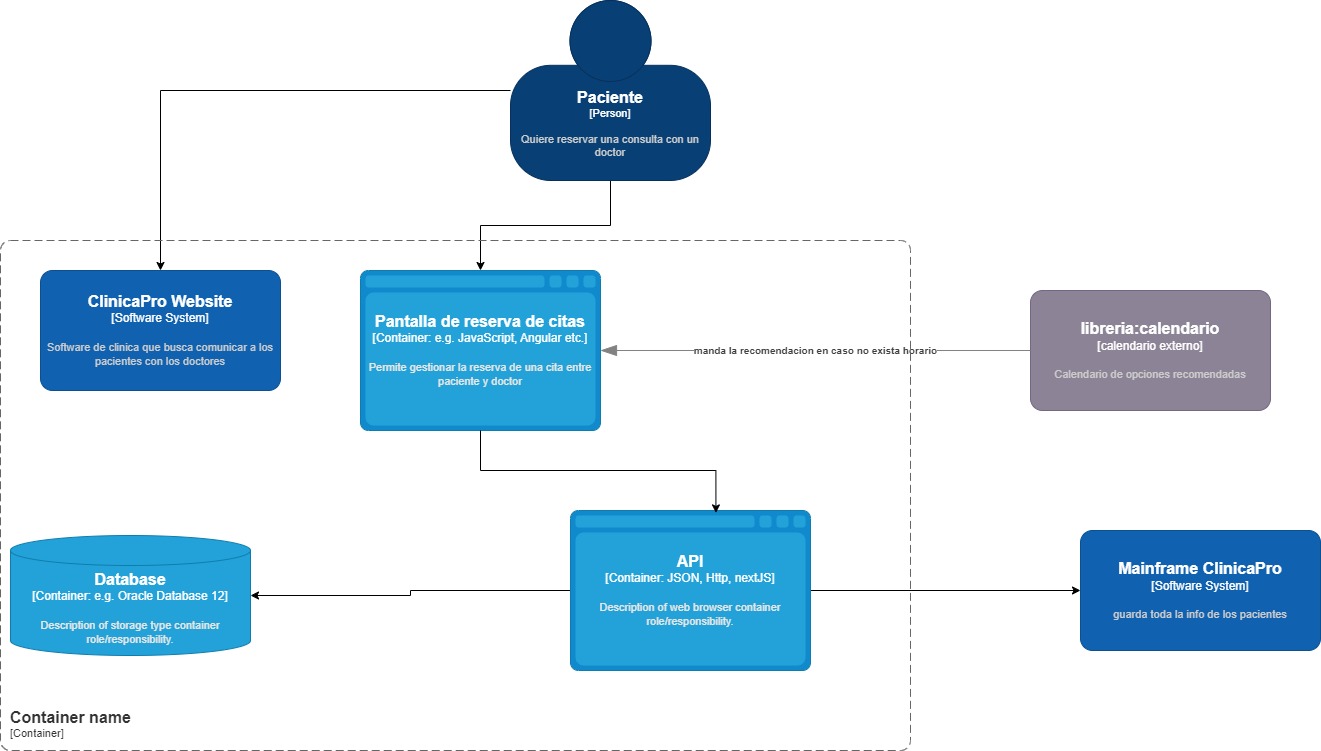 Paciente
[Person]
Quiere reservar una consulta con un
doctor
ClinicaPro Website
[Software System]
Software de clinica que busca comunicar a los
pacientes con los doctores
Pantalla de reserva de citas
[Container: e.g. JavaScript, Angular etc.]
Permite gestionar la reserva de una cita entre
paciente y doctor
manda la recomendacion en caso no exista horario
libreria:calendario
[calendario externo]
Calendario de opciones recomendadas
Database
[Container: e.g. Oracle Database 12]
Description of storage type container
role/responsibility.
API
[Container: JSON, Http, nextJS]
Description of web browser container
role/responsibility.
Mainframe ClinicaPro
[Software System]
guarda toda la info de los pacientes
Container name
[Container]